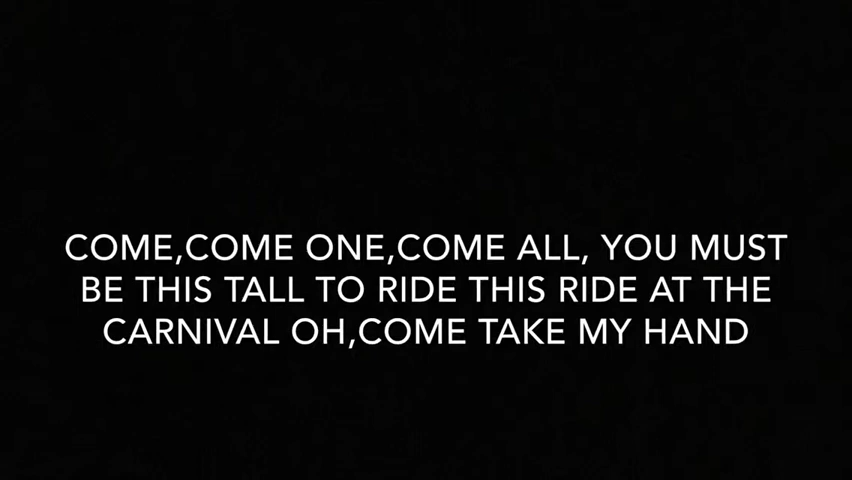 COME,COME ONE,COME ALL, YOU MUST
BE THIS TALL TO RIDE THIS RIDE AT THE
CARNIVAL OH,COME TAKE MY HAND